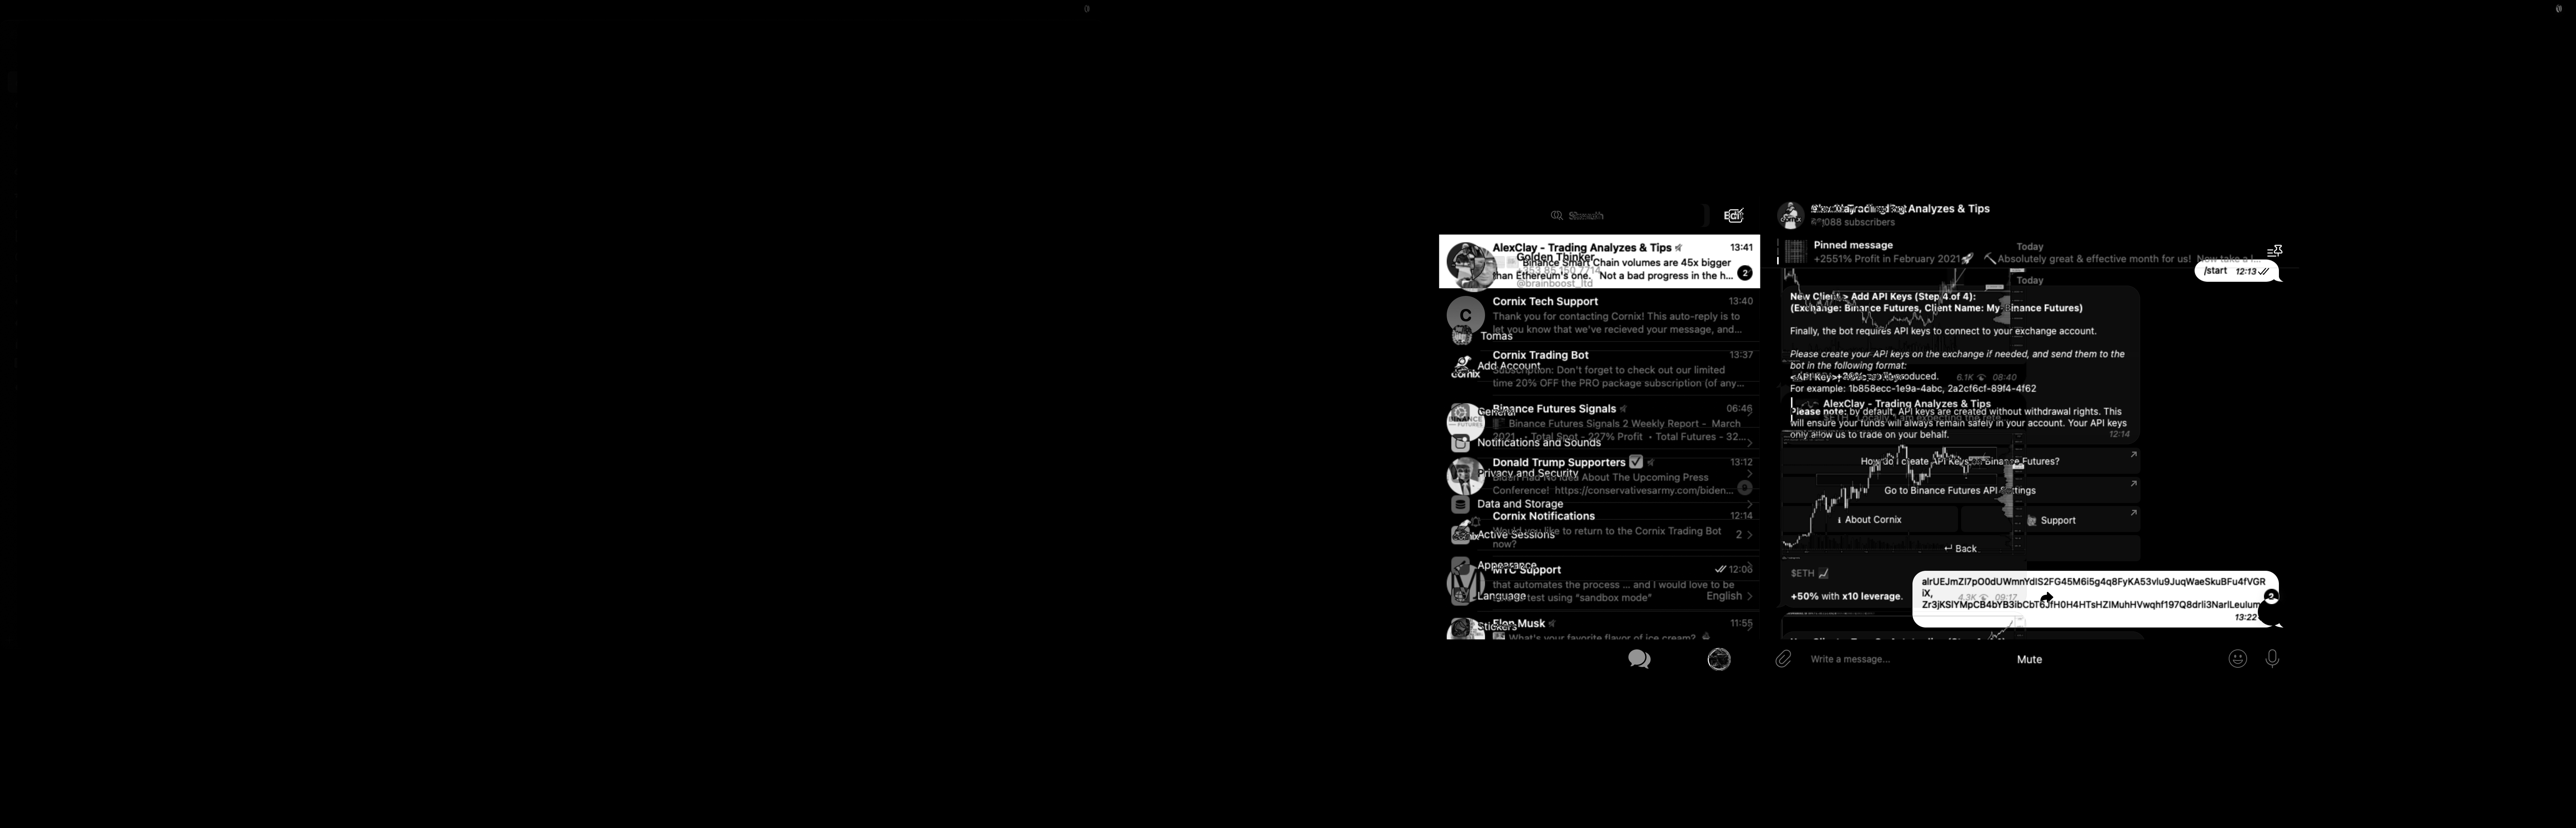 Edit
AlexClay - Trading Analyzes & Tips 13:41
Golden Thinker
Binance Smart Chain volumes are 45x bigger
than Ethereum's one. Not a bad progress in the h... 2
@brainboost_ltd
Cornix Tech Support 13:40
Thank you for contacting Cornix! This auto-reply is to
let you know that we've recieved your message, and...
Tomas
Cornix Trading Bot 13:37
Add Account
Subscription: Don't forget to check out our limited
time 20% OFF the PRO package subscription (of any...
Binance Futures Signals 06:46
General
Binance Futures Signals 2 Weekly Report - March
2021 • Total Spot - 227% Profit • Total Futures - 32...
Notifications and Sounds
Donald Trump Supporters 13:12
Privacy and Security
Biden Had No Idea About The Upcoming Press
Conference! https://conservativesarmy.com/biden...
Data and Storage
Cornix Notifications 12:14
Would you like to return to the Cornix Trading Bot
Active Sessions 2
now?
Appearance
MYC Support 12:06
that automates the process ... and I would love to be
test using "sandbox mode"
Language English
Elon Musk 11:55
Stickers
What's your favorite flavor of ice cream?
Analyzes & Tips
subscribers
Pinned message
+2551% Profit in February 2021 Absolutely great & effective month for us! Now take a l...
Today
/start 12:13
Today
New Client > Add API Keys (Step 4 of 4):
(Exchange: Binance Futures, Client Name: My Binance Futures)
Finally, the bot requires API keys to connect to your exchange account.
Please create your API keys on the exchange if needed, and send them to the
bot in the following format:
6.1K 08:40
For example: 1b858ecc-1e9a-4abc, 2a2cf6cf-89f4-4f62
AlexClay - Trading Analyzes & Tips
Please note: by default, API keys are created without withdrawal rights. This
will ensure your funds will always remain safely in your account. Your API keys
only allow us to trade on your behalf. 12:14
How do I create API Keys on Binance Futures?
Go to Binance Futures API Settings
About Cornix
Support
Back
$ETH
+50% with x10 leverage.
4.3K 09:17
2
13:22
Write a message...
Mute